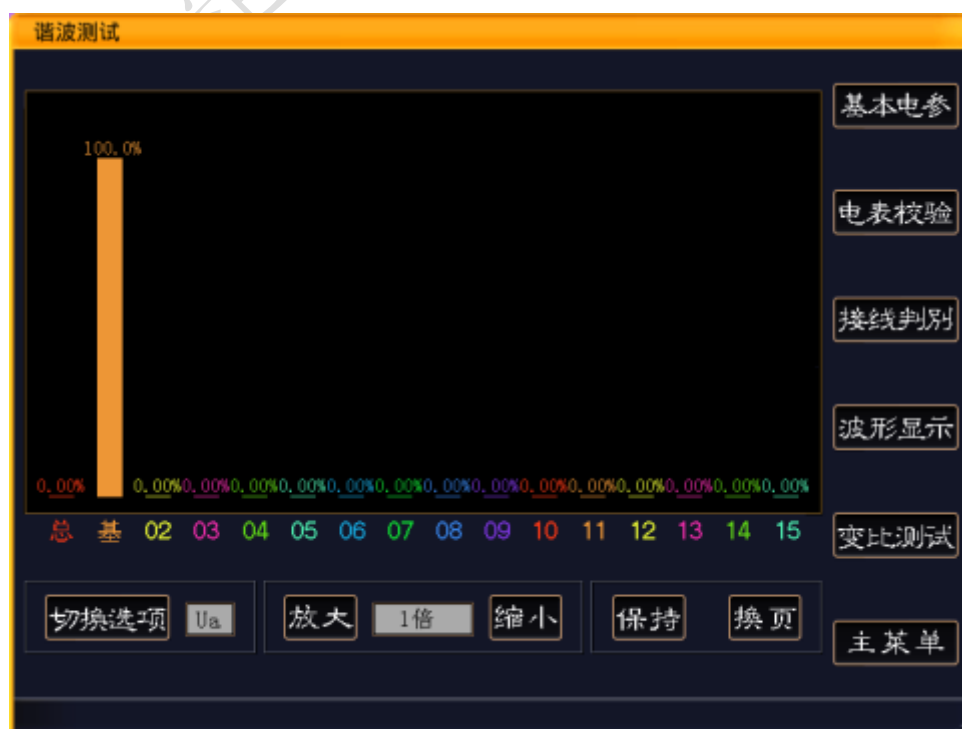 谐波测试
基本电参
100.0%
电表校验
接线判别
波形显示
0.00% 0.00% 0.00% 0.00% 0.00% 0.00% 0.00% 0.00% 0.00% 0.00% 0.00% 0.00% 0.00% 0.00% 0.00%
总 基 02 03 04 05 06 07 08 09 10 11 12 13 14 15
变比测试
切换选项 Ua 放大 1倍 缩小 保持 换页
主菜单